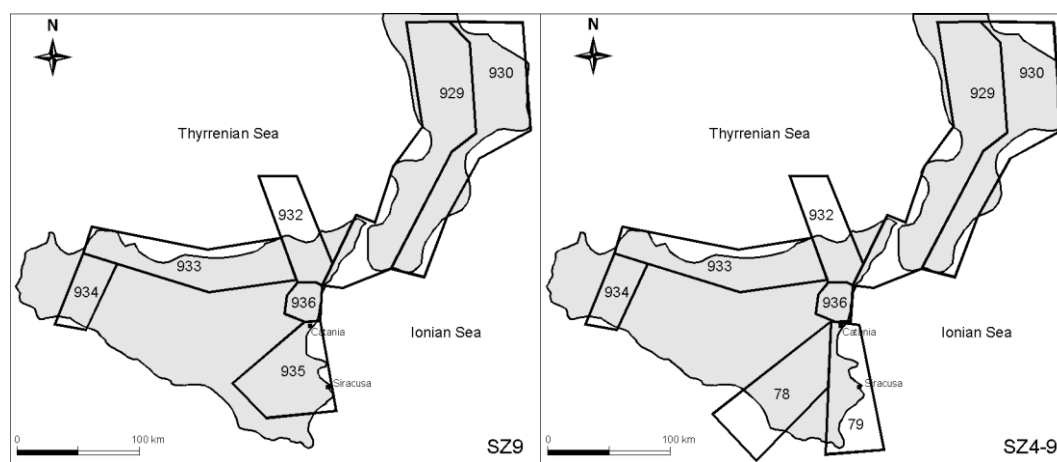 N
929
930
Thyrrenian Sea
932
933
934
936
Catania
Ionian Sea
935
Siracusa
0
100 km
SZ9
N
929
930
Thyrrenian Sea
932
933
934
936
Catania
Ionian Sea
78
Siracusa
79
0
100 km
SZ4-9